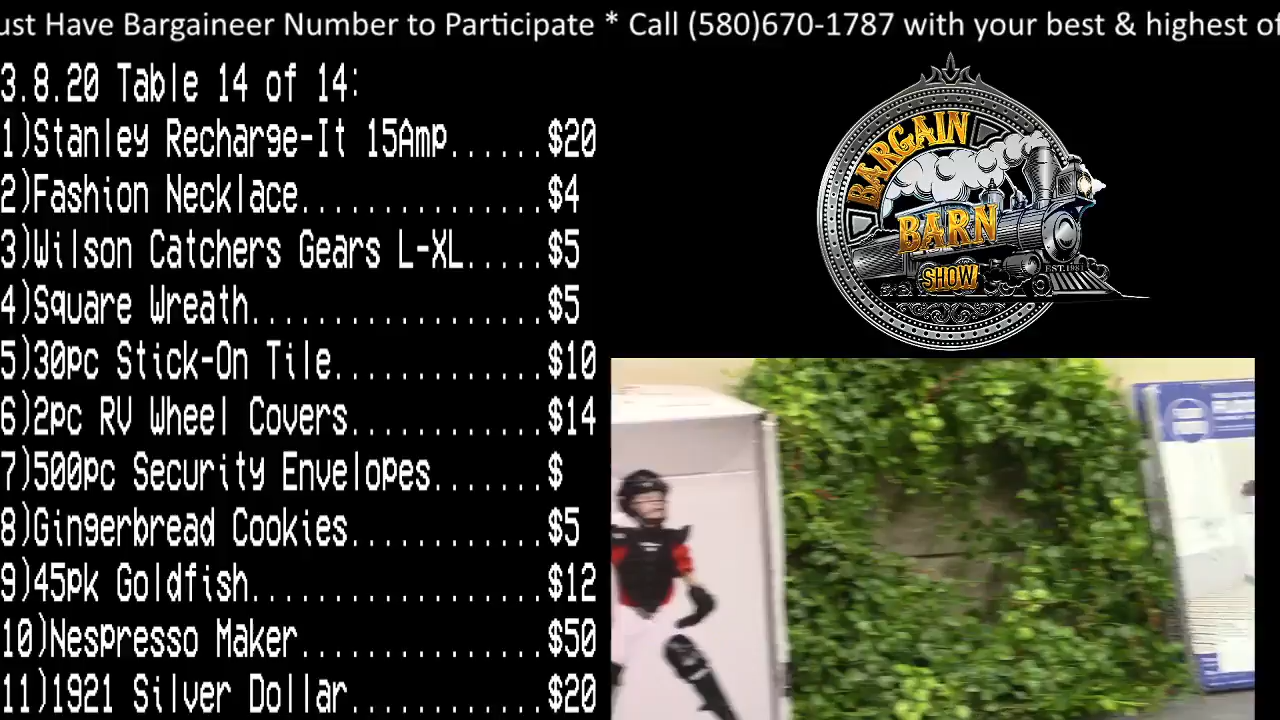 ust Have Bargaineer Number to Participate * Call (580)670-1787 with your best & highest of
3.8.20 Table 14 of 14:
1)Stanley Recharge-It 15Amp......$20
2)Fashion Necklace...............$4
3)Wilson Catchers Gears L-XL.....$5
4)Square Wreath..................$5
5)30pc Stick-On Tile.............$10
6)2pc RV Wheel Covers............$14
7)500pc Security Envelopes.......$
8)Gingerbread Cookies............$5
9)45pk Goldfish..................$12
10)Nespresso Maker...............$50
11)1921 Silver Dollar............$20
BARGAIN
BARN
SHOW
EST.1981